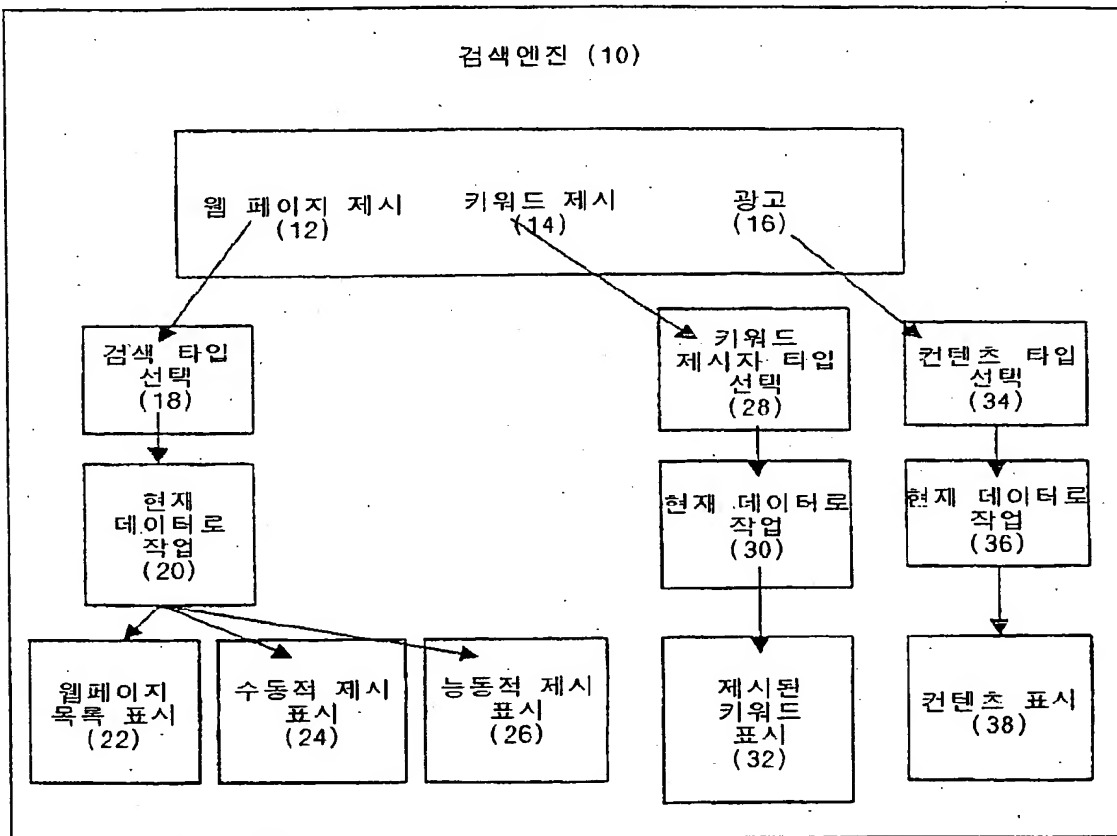 검색엔진 (10)
웹 페이지 제시
(12)
키워드 제시
(14)
광고
(16)
검색 타입
선택
(18)
키워드
제시자 타입
선택
(28)
컨텐츠 타입
선택
(34)
현재
데이터로
작업
(20)
현재 데이터로
작업
(30)
현재 데이터로
작업
(36)
웹페이지
목록 표시
(22)
수동적 제시
표시
(24)
능동적 제시
표시
(26)
제시된
키워드
표시
(32)
컨텐츠 표시
(38)